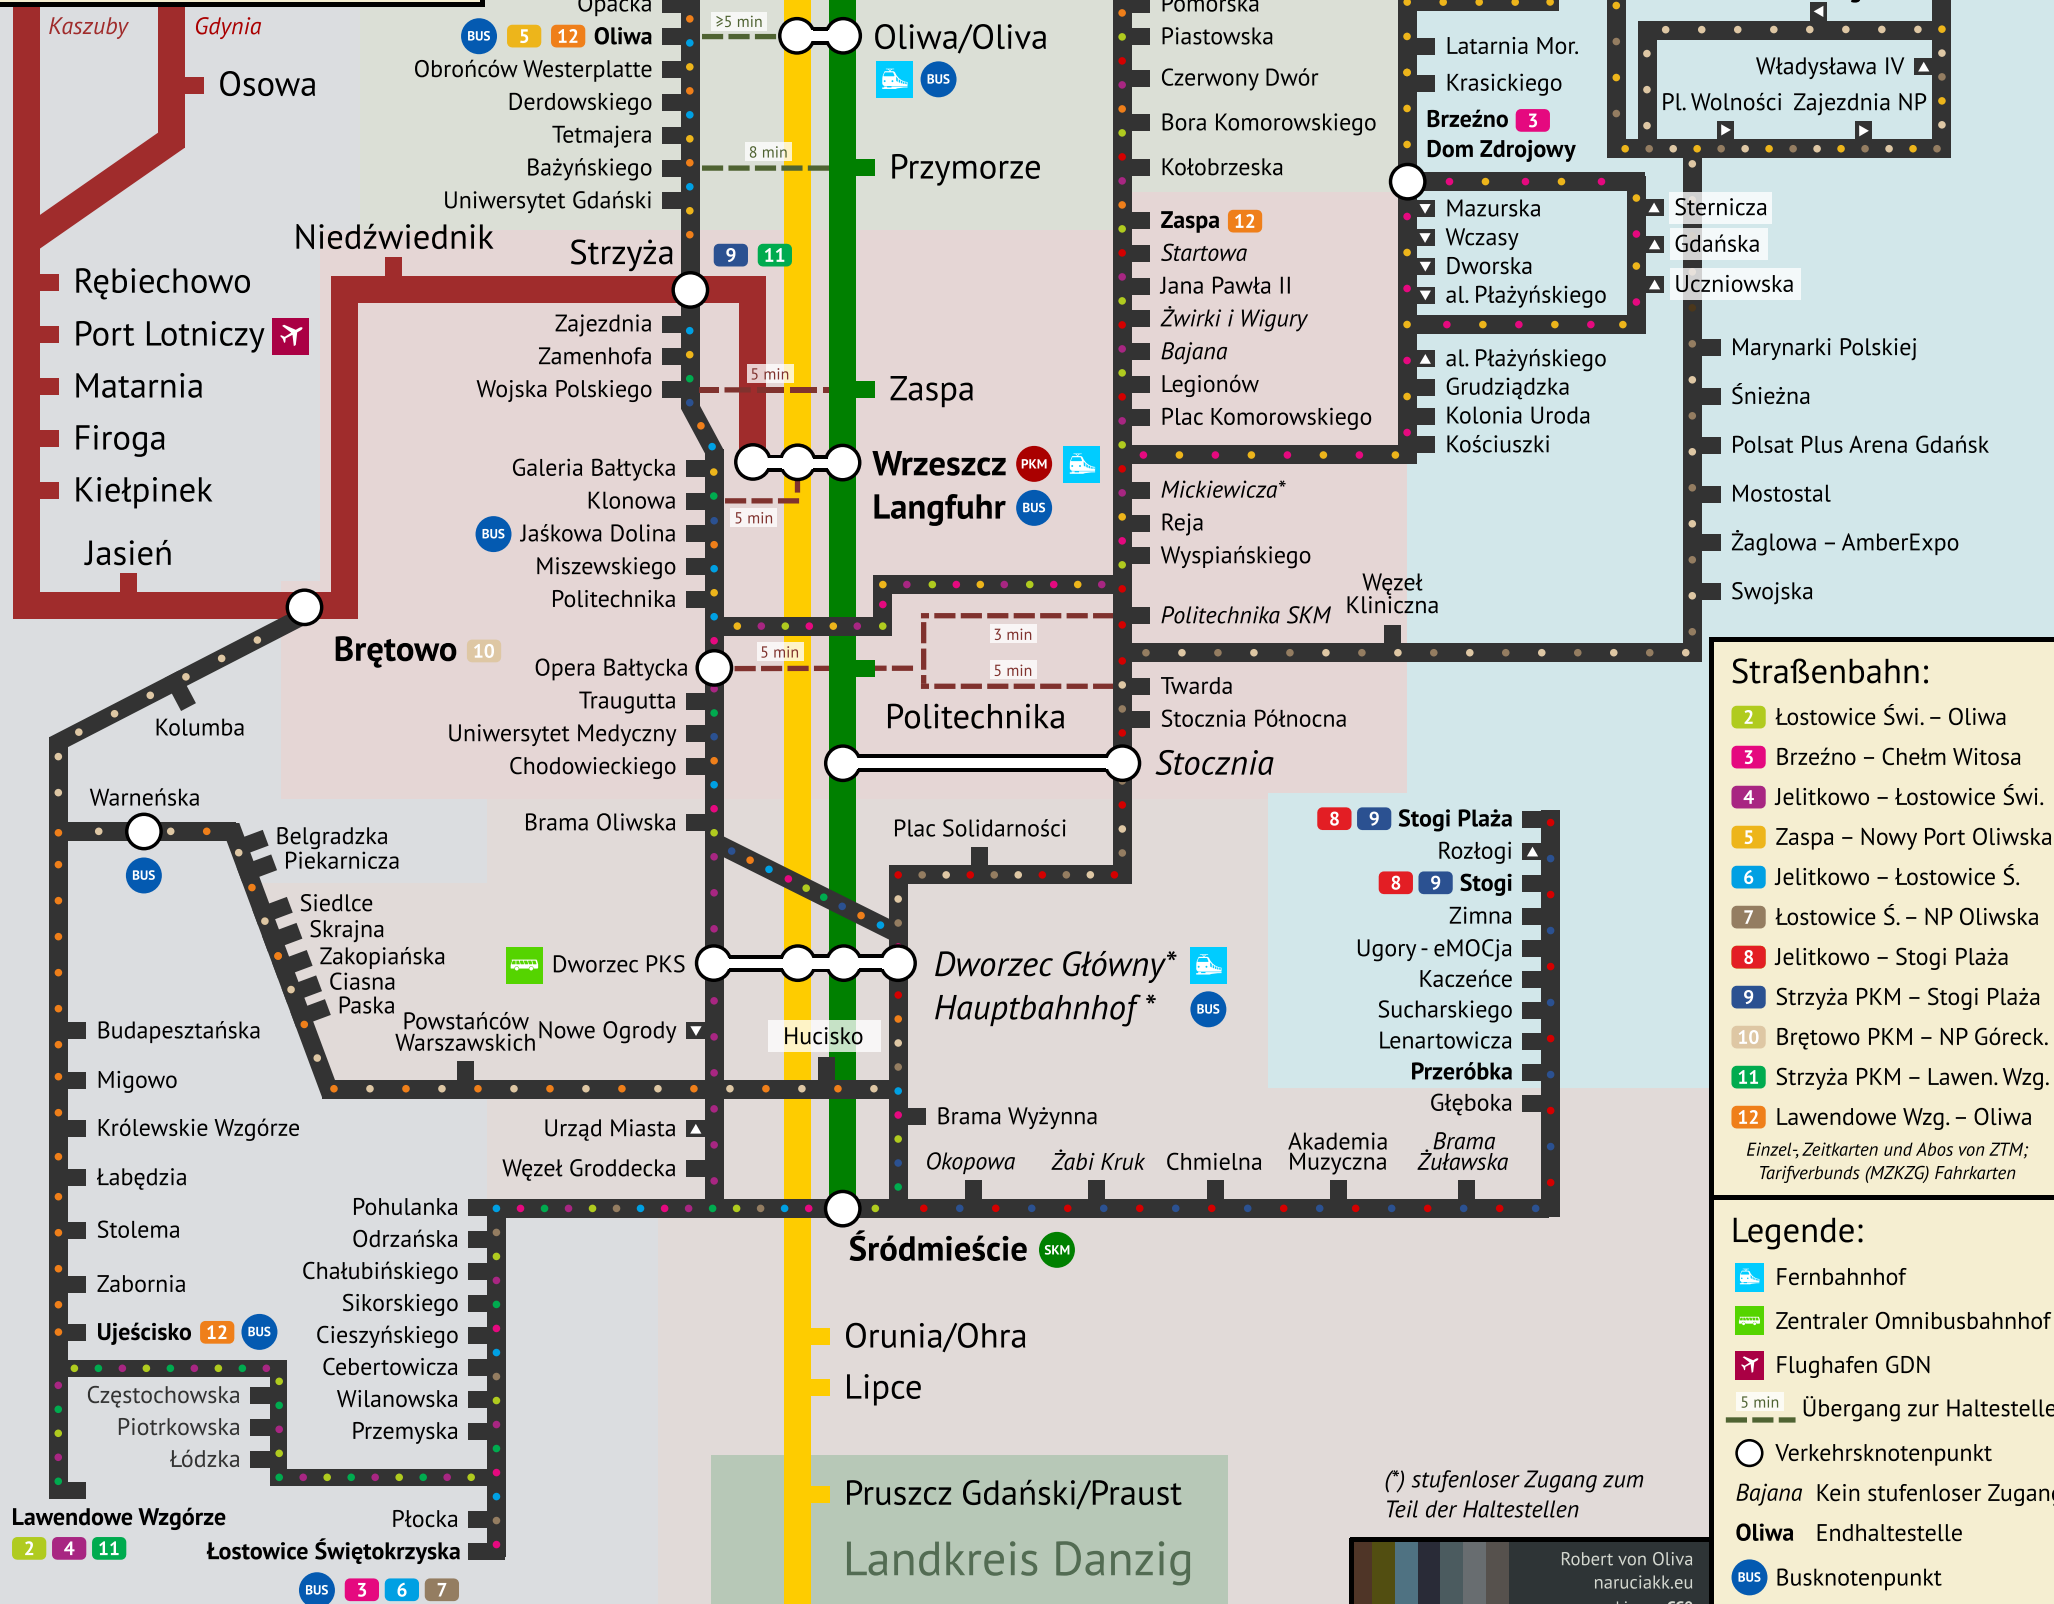 Kaszuby
Gdynia
Osowa
Rębiechowo
Port Lotniczy
Matarnia
Firoga
Kiełpinek
Jasień
Niedźwiednik
Brętowo 10
Strzyża 9 11
Opacka
BUS 5 12 Oliwa
Obrońców Westerplatte
Derdowskiego
Tetmajera
Bażyńskiego
Uniwersytet Gdański
Zajezdnia
Zamenhofa
Wojska Polskiego
Galeria Bałtycka
Klonowa
BUS Jaśkowa Dolina
Miszewskiego
Politechnika
Opera Bałtycka
Traugutta
Uniwersytet Medyczny
Chodowieckiego
Brama Oliwska
≥5 min
8 min
5 min
5 min
5 min
3 min
5 min
Oliwa/Oliva
BUS
Przymorze
Zaspa
Wrzeszcz PKM
Langfuhr BUS
Politechnika
Stocznia
Pomorska
Piastowska
Czerwony Dwór
Bora Komorowskiego
Kołobrzeska
Zaspa 12
Startowa
Jana Pawła II
Żwirki i Wigury
Bajana
Legionów
Plac Komorowskiego
Mickiewicza*
Reja
Wyspiańskiego
Politechnika SKM
Twarda
Stocznia Północna
Latarnia Mor.
Krasickiego
Brzeźno 3
Dom Zdrojowy
Mazurska
Wczasy
Dworska
al. Płażyńskiego
al. Płażyńskiego
Grudziądzka
Kolonia Uroda
Kościuszki
Sternicza
Gdańska
Uczniowska
Władysława IV
Pl. Wolności Zajezdnia NP
Marynarki Polskiej
Śnieżna
Polsat Plus Arena Gdańsk
Mostostal
Żaglowa – AmberExpo
Swojska
Węzeł
Kliniczna
Kolumba
Warneńska
BUS
Belgradzka
Piekarnicza
Siedlce
Skrajna
Zakopiańska
Ciasna
Paska
Powstańców
Warszawskich
Nowe Ogrody
Dworzec PKS
Hucisko
Plac Solidarności
Dworzec Główny*
Hauptbahnhof * BUS
Brama Wyżynna
Urząd Miasta
Węzeł Groddecka
Okopowa
Żabi Kruk
Chmielna
Akademia
Muzyczna
Brama
Żuławska
8 9 Stogi Plaża
Rozłogi
8 9 Stogi
Zimna
Ugory - eMOCja
Kaczeńce
Sucharskiego
Lenartowicza
Przeróbka
Głęboka
Budapesztańska
Migowo
Królewskie Wzgórze
Łabędzia
Stolema
Zabornia
Ujeścisko 12 BUS
Częstochowska
Piotrkowska
Łódzka
Lawendowe Wzgórze
2 4 11
Pohulanka
Odrzańska
Chałubińskiego
Sikorskiego
Cieszyńskiego
Cebertowicza
Wilanowska
Przemyska
Płocka
Łostowice Świętokrzyska
BUS 3 6 7
Śródmieście SKM
Orunia/Ohra
Lipce
Pruszcz Gdański/Praust
Landkreis Danzig
(*) stufenloser Zugang zum
Teil der Haltestellen
Robert von Oliva
naruciakk.eu
Straßenbahn:
2 Łostowice Świ. – Oliwa
3 Brzeźno – Chełm Witosa
4 Jelitkowo – Łostowice Świ.
5 Zaspa – Nowy Port Oliwska
6 Jelitkowo – Łostowice Ś.
7 Łostowice Ś. – NP Oliwska
8 Jelitkowo – Stogi Plaża
9 Strzyża PKM – Stogi Plaża
10 Brętowo PKM – NP Góreck.
11 Strzyża PKM – Lawen. Wzg.
12 Lawendowe Wzg. – Oliwa
Einzel-, Zeitkarten und Abos von ZTM;
Tarifverbunds (MZKZG) Fahrkarten
Legende:
Fernbahnhof
Zentraler Omnibusbahnhof
Flughafen GDN
5 min Übergang zur Haltestelle
Verkehrsknotenpunkt
Bajana Kein stufenloser Zugang
Oliwa Endhaltestelle
BUS Busknotenpunkt